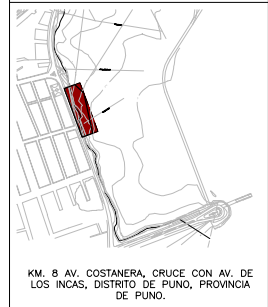 KM. 8 AV. COSTANERA, CRUCE CON AV. DE
LOS INCAS, DISTRITO DE PUNO, PROVINCIA
DE PUNO.